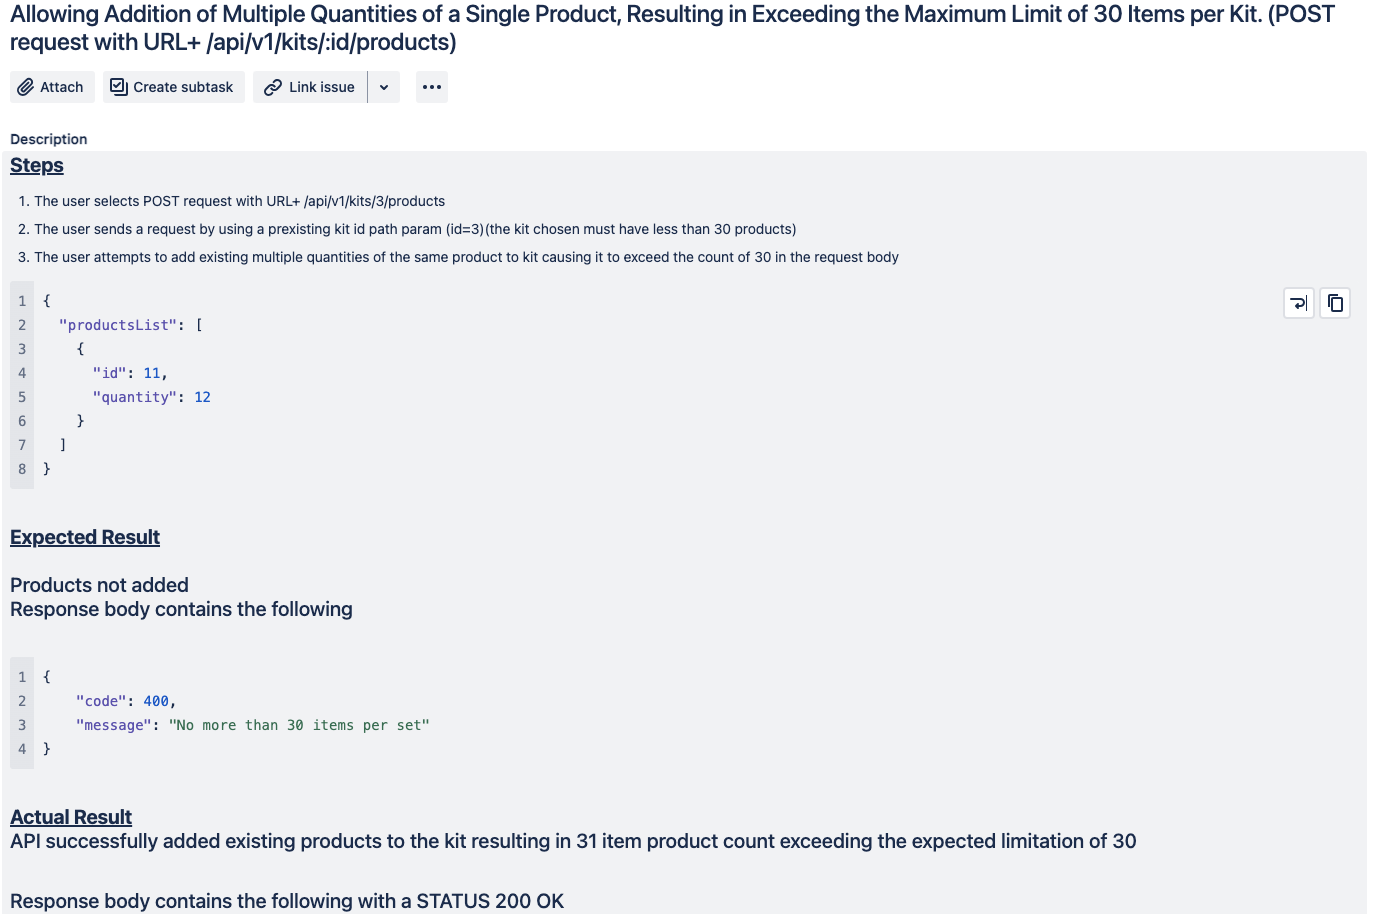 Allowing Addition of Multiple Quantities of a Single Product, Resulting in Exceeding the Maximum Limit of 30 Items per Kit. (POST
request with URL+ /api/v1/kits/:id/products)
Attach
Create subtask
Link issue
Description
Steps
1. The user selects POST request with URL+ /api/v1/kits/3/products
2. The user sends a request by using a prexisting kit id path param (id=3)(the kit chosen must have less than 30 products)
3. The user attempts to add existing multiple quantities of the same product to kit causing it to exceed the count of 30 in the request body
1 {
2   "productsList": [
3     {
4       "id": 11,
5       "quantity": 12
6     }
7   ]
8 }
Expected Result
Products not added
Response body contains the following
1 {
2     "code": 400,
3     "message": "No more than 30 items per set"
4 }
Actual Result
API successfully added existing products to the kit resulting in 31 item product count exceeding the expected limitation of 30
Response body contains the following with a STATUS 200 OK